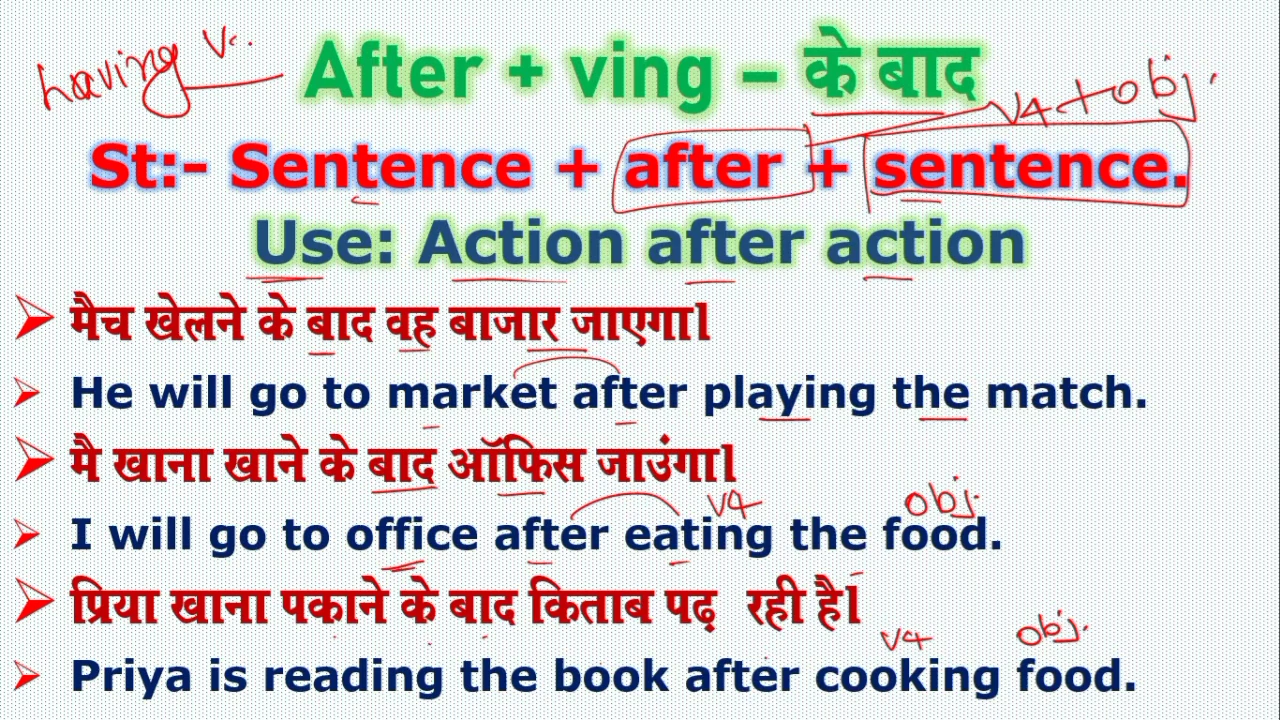 having V.
After + ving – के बाद
V4 + obj.
St:- Sentence + after + sentence.
Use: Action after action
मैच खेलने के बाद वह बाजार जाएगा।
He will go to market after playing the match.
मै खाना खाने के बाद ऑफिस जाउंगा।
V4 obj.
I will go to office after eating the food.
प्रिया खाना पकाने के बाद किताब पढ़ रही है।
V4 obj.
Priya is reading the book after cooking food.